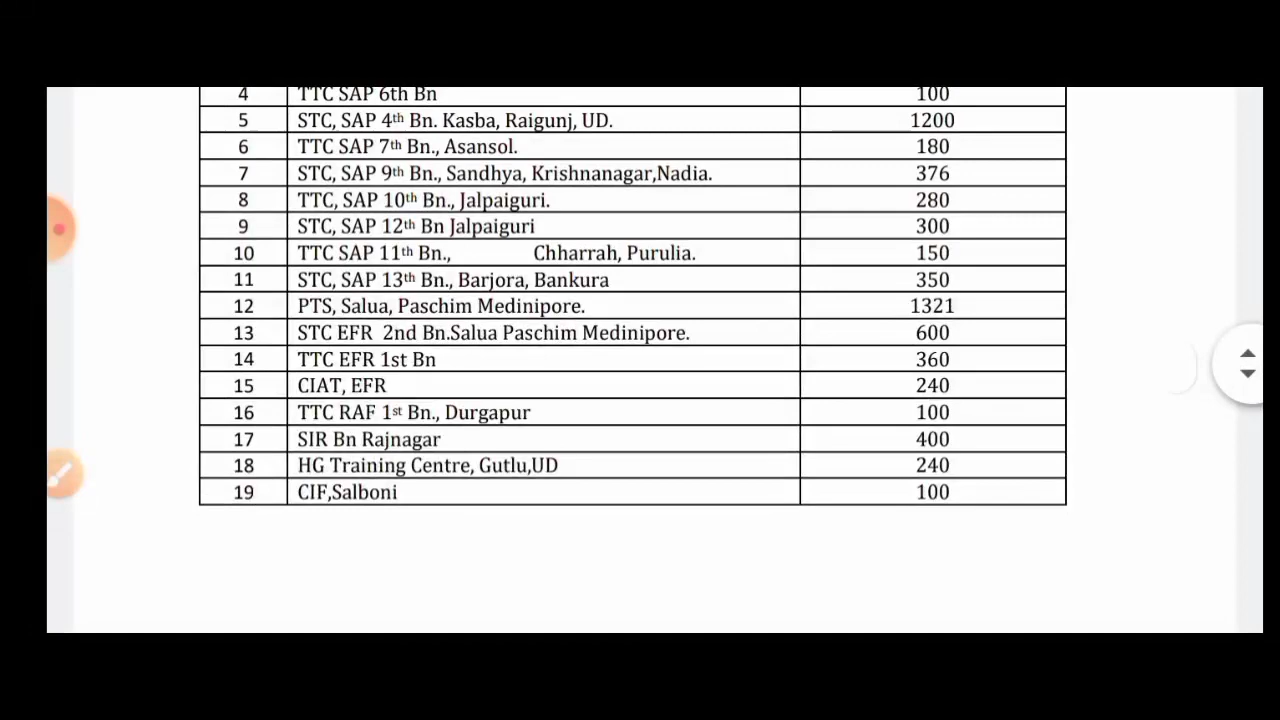 4 TTC SAP 6th Bn 100
5 STC, SAP 4th Bn. Kasba, Raigunj, UD. 1200
6 TTC SAP 7th Bn., Asansol. 180
7 STC, SAP 9th Bn., Sandhya, Krishnanagar,Nadia. 376
8 TTC, SAP 10th Bn., Jalpaiguri. 280
9 STC, SAP 12th Bn Jalpaiguri 300
10 TTC SAP 11th Bn., Chharrah, Purulia. 150
11 STC, SAP 13th Bn., Barjora, Bankura 350
12 PTS, Salua, Paschim Medinipore. 1321
13 STC EFR 2nd Bn.Salua Paschim Medinipore. 600
14 TTC EFR 1st Bn 360
15 CIAT, EFR 240
16 TTC RAF 1st Bn., Durgapur 100
17 SIR Bn Rajnagar 400
18 HG Training Centre, Gutlu,UD 240
19 CIF,Salboni 100